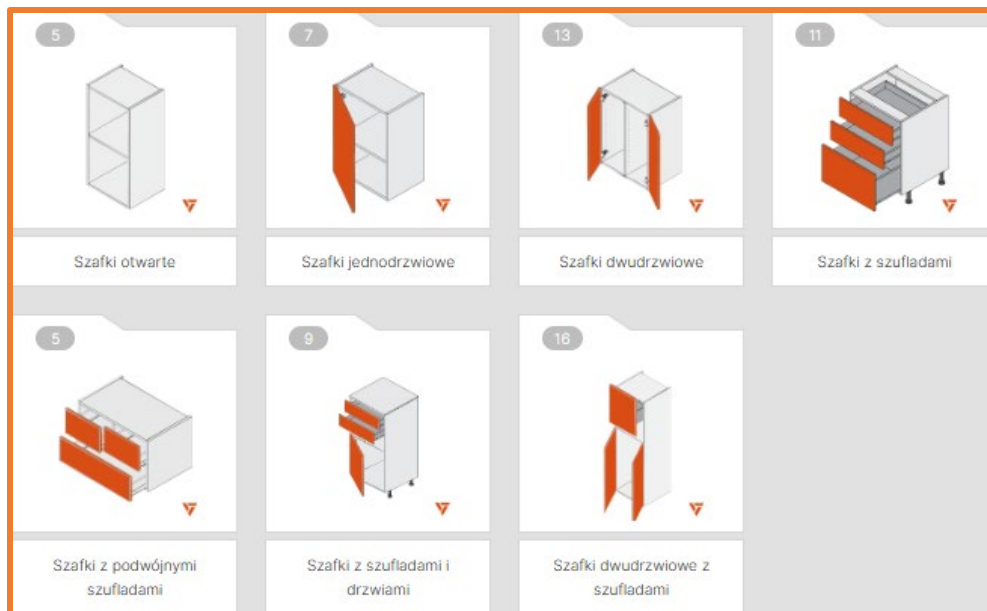 5
7
13
11
Szafki otwarte
Szafki jednodrzwiowe
Szafki dwudrzwiowe
Szafki z szufladami
5
9
16
Szafki z podwójnymi
szufladami
Szafki z szufladami i
drzwiami
Szafki dwudrzwiowe z
szufladami